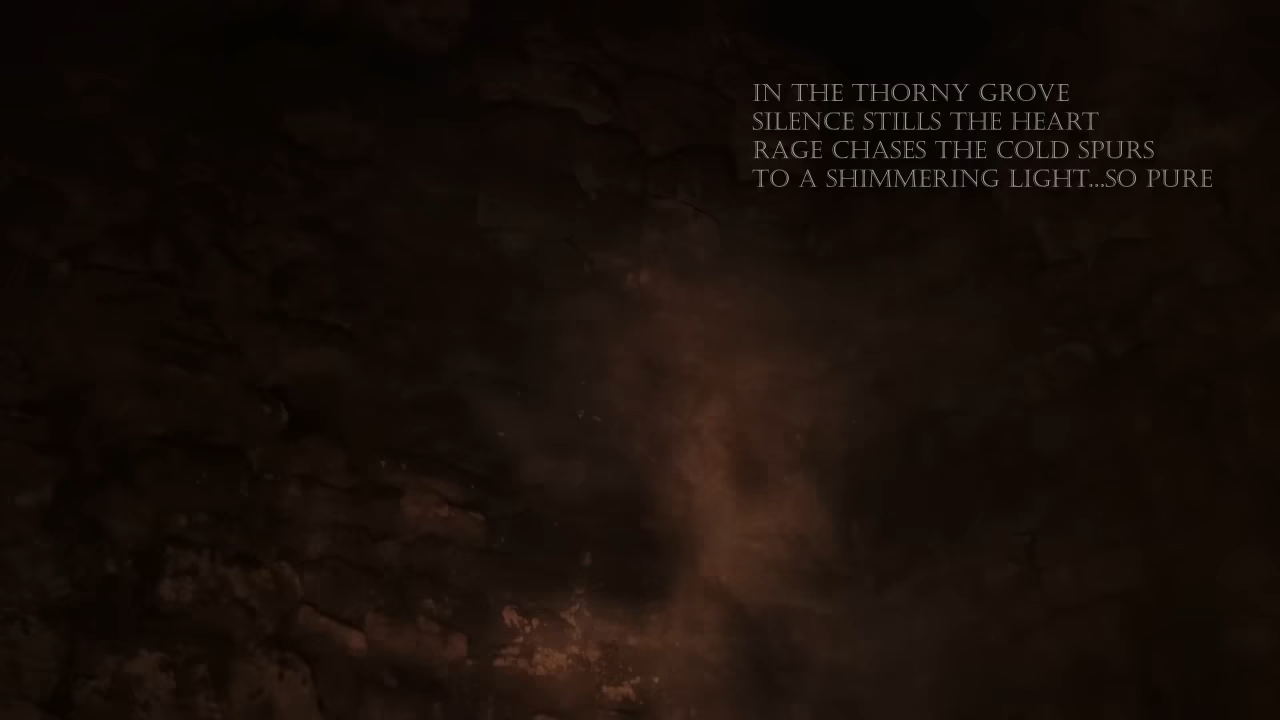 IN THE THORNY GROVE
SILENCE STILLS THE HEART
RAGE CHASES THE COLD SPURS
TO A SHIMMERING LIGHT...SO PURE